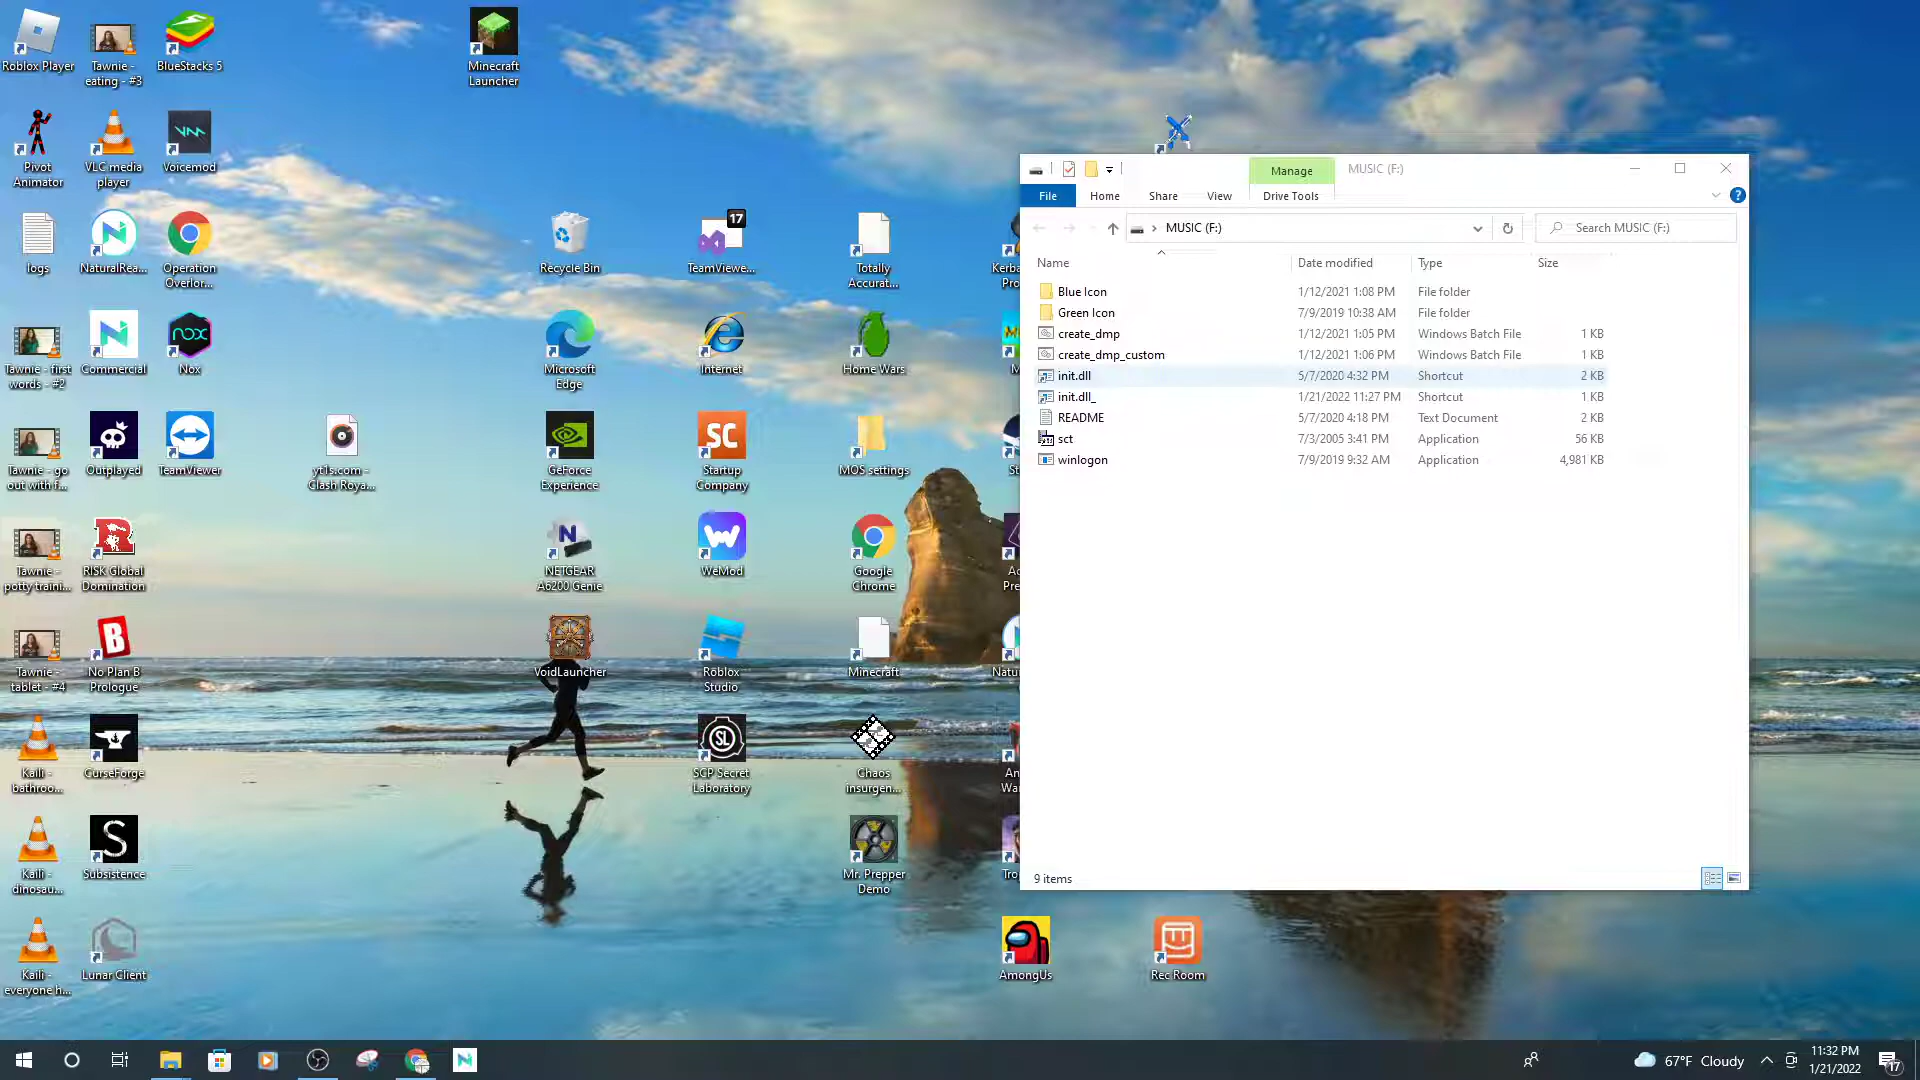 Roblox Player
Tawnie -
eating - #3
BlueStacks 5
Minecraft
Launcher
Pivot
Animator
VLC media
player
Voicemod
logs
NaturalRea...
Operation
Overlor...
Recycle Bin
17
TeamViewe...
Totally
Accurat...
Tawnie - first
words - #2
Commercial
nox
Nox
Microsoft
Edge
Internet
Home Wars
Tawnie - go
out with f...
Outplayed
TeamViewer
yt1s.com -
Clash Roya...
GeForce
Experience
SC
Startup
Company
MOS settings
Tawnie -
potty traini...
RISK Global
Domination
NETGEAR
A6200 Genie
WeMod
Google
Chrome
Tawnie -
tablet - #4
No Plan B
Prologue
VoidLauncher
Roblox
Studio
Minecraft
Kaili -
bathroo...
CurseForge
SCP Secret
Laboratory
Chaos
insurgen...
Kaili -
dinosau...
Subsistence
Mr. Prepper
Demo
Kaili -
everyone h...
Lunar Client
AmongUs
Rec Room
Manage
MUSIC (F:)
File
Home
Share
View
Drive Tools
MUSIC (F:)
Search MUSIC (F:)
Name Date modified Type Size
Blue Icon 1/12/2021 1:08 PM File folder
Green Icon 7/9/2019 10:38 AM File folder
create_dmp 1/12/2021 1:05 PM Windows Batch File 1 KB
create_dmp_custom 1/12/2021 1:06 PM Windows Batch File 1 KB
init.dll 5/7/2020 4:32 PM Shortcut 2 KB
init.dll_ 1/21/2022 11:27 PM Shortcut 1 KB
README 5/7/2020 4:18 PM Text Document 2 KB
sct 7/3/2005 3:41 PM Application 56 KB
winlogon 7/9/2019 9:32 AM Application 4,981 KB
9 items
67°F Cloudy
11:32 PM
1/21/2022
17